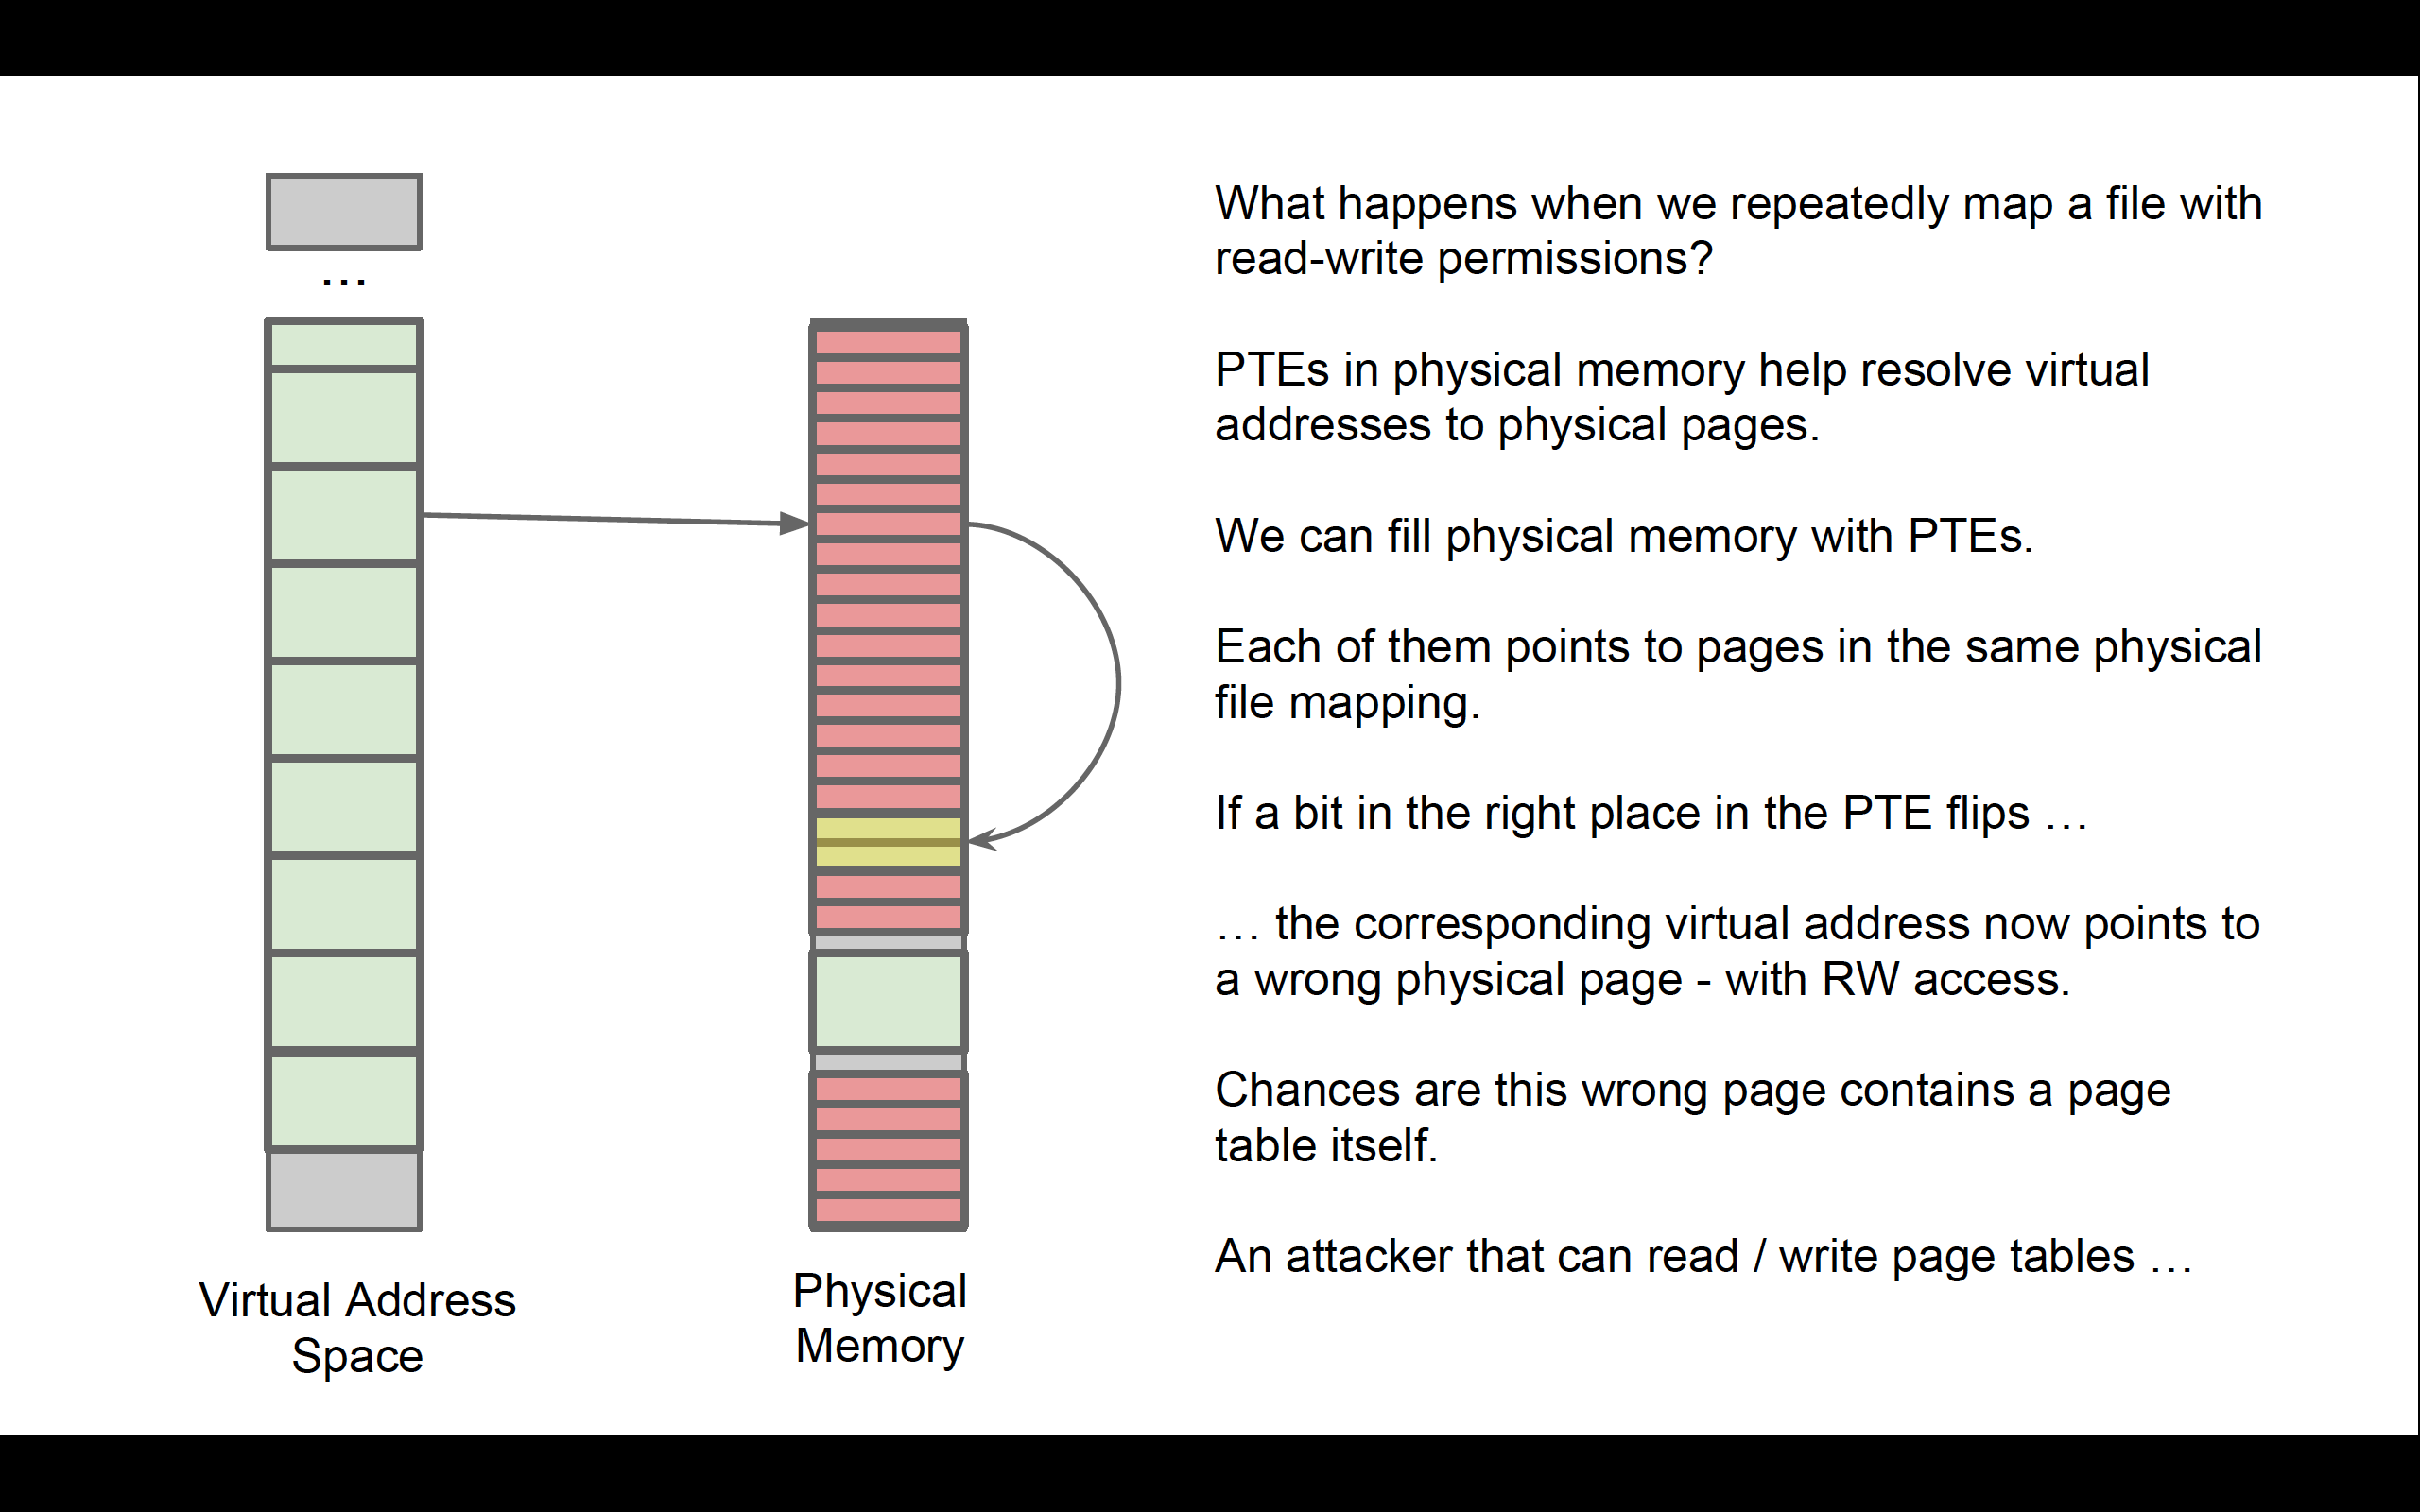 ...
Virtual Address
Space
Physical
Memory
What happens when we repeatedly map a file with
read-write permissions?
PTEs in physical memory help resolve virtual
addresses to physical pages.
We can fill physical memory with PTEs.
Each of them points to pages in the same physical
file mapping.
If a bit in the right place in the PTE flips …
… the corresponding virtual address now points to
a wrong physical page - with RW access.
Chances are this wrong page contains a page
table itself.
An attacker that can read / write page tables …